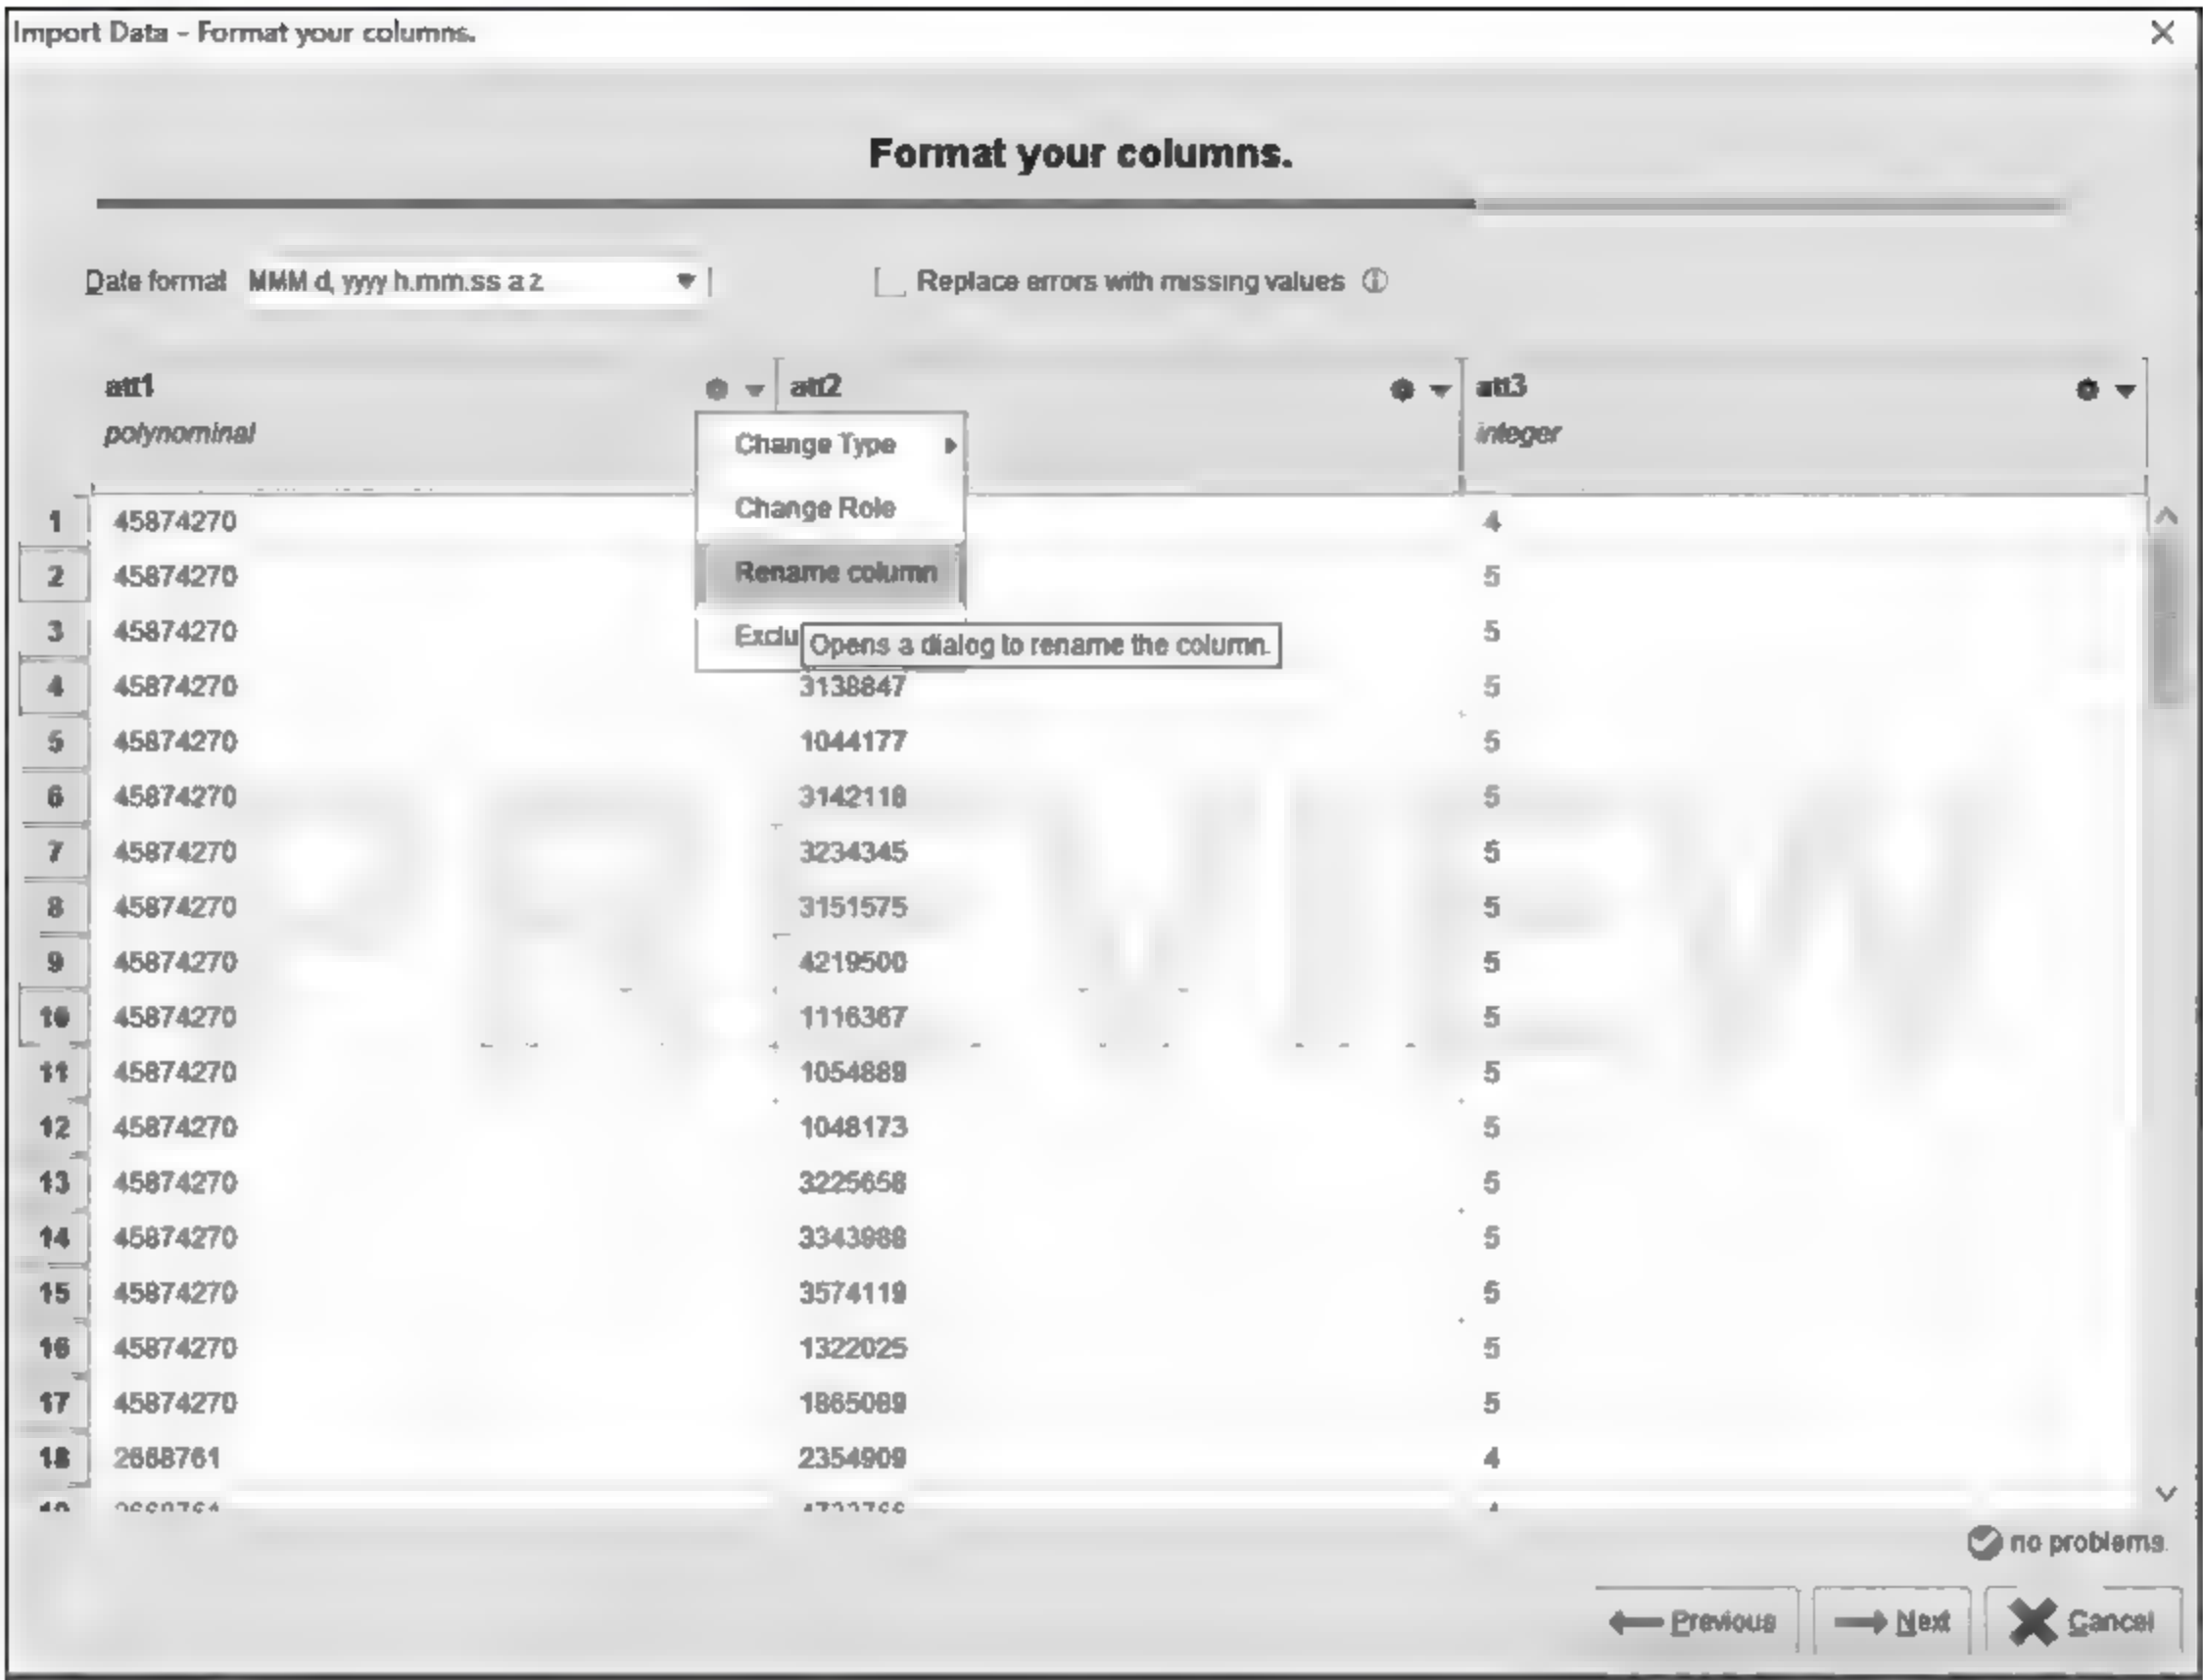 Import Data - Format your columns.
Format your columns.
Date format MMM d, yyyy h:mm:ss a z
Replace errors with missing values
att1 att2 att3
polynominal integer
Change Type
Change Role
Rename column
Exclu
Opens a dialog to rename the column.
1 45874270 4
2 45874270 5
3 45874270 5
4 45874270 3138847 5
5 45874270 1044177 5
6 45874270 3142118 5
7 45874270 3234345 5
8 45874270 3151575 5
9 45874270 4219500 5
10 45874270 1116367 5
11 45874270 1054889 5
12 45874270 1048173 5
13 45874270 3225658 5
14 45874270 3343988 5
15 45874270 3574119 5
16 45874270 1322025 5
17 45874270 1865089 5
18 2668761 2354909 4
PREVIEW
no problems.
Previous Next Cancel